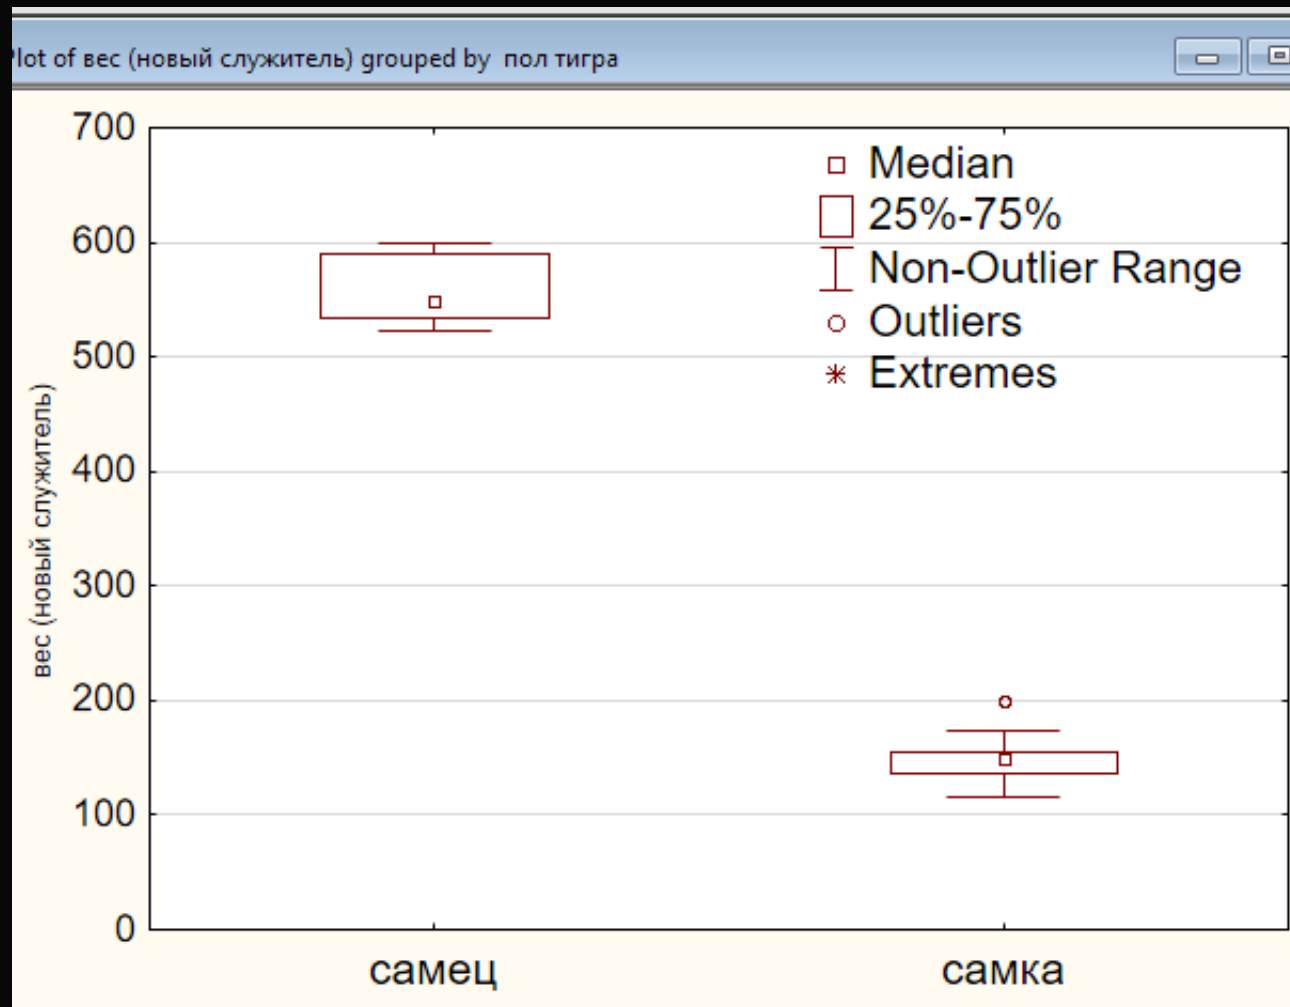 Plot of вес (новый служитель) grouped by  пол тигра
700
600
500
400
300
200
100
0
вес (новый служитель)
Median
25%-75%
Non-Outlier Range
Outliers
Extremes
самец
самка